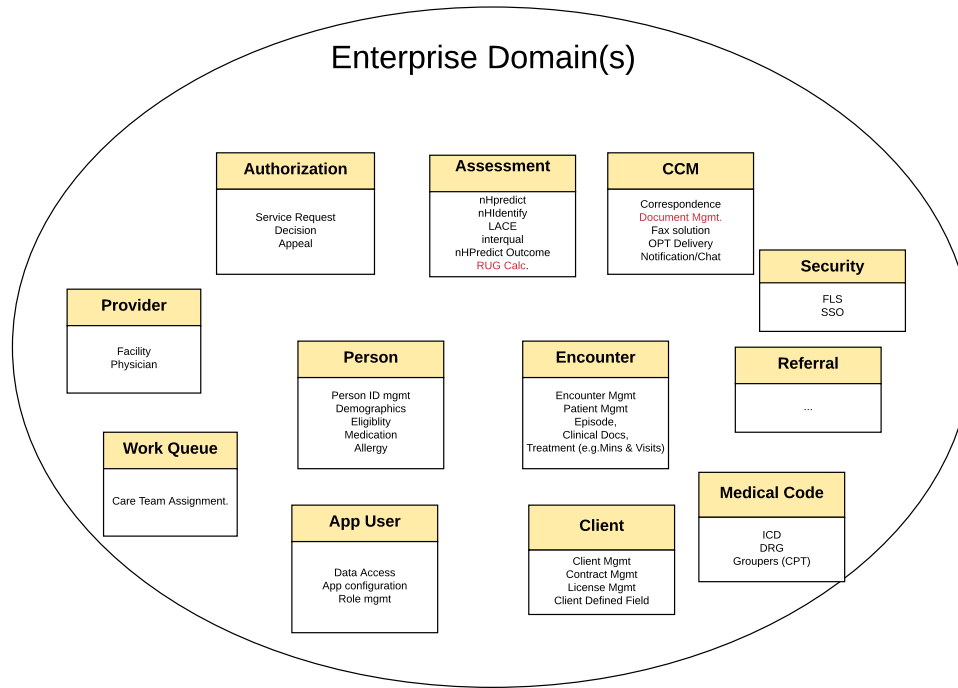 Enterprise Domain(s)
Authorization
Service Request
Decision
Appeal
Assessment
nHpredict
nHIdentify
LACE
interqual
nHPredict Outcome
RUG Calc.
CCM
Correspondence
Document Mgmt.
Fax solution
OPT Delivery
Notification/Chat
Security
FLS
SSO
Provider
Facility
Physician
Person
Person ID mgmt
Demographics
Eligiblity
Medication
Allergy
Encounter
Encounter Mgmt
Patient Mgmt
Episode,
Clinical Docs,
Treatment (e.g.Mins & Visits)
Referral
...
Work Queue
Care Team Assignment.
App User
Data Access
App configuration
Role mgmt
Client
Client Mgmt
Contract Mgmt
License Mgmt
Client Defined Field
Medical Code
ICD
DRG
Groupers (CPT)